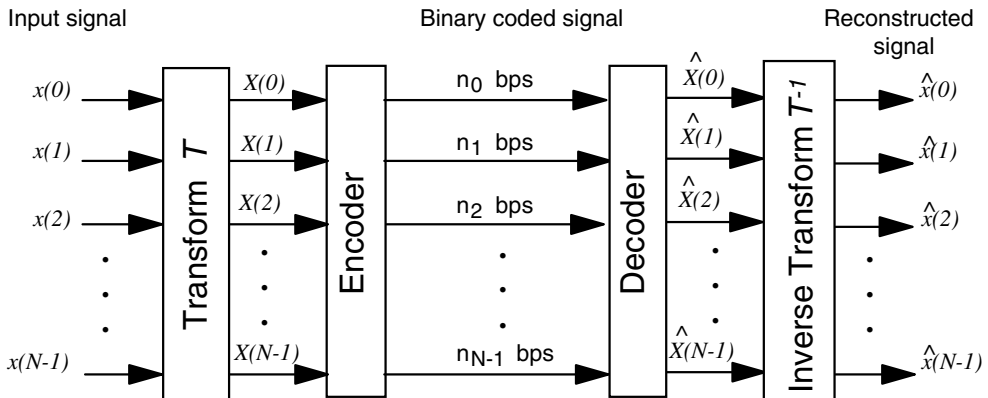 Input signal Binary coded signal Reconstructed signal
x(0) X(0) n0 bps X̂(0) x̂(0)
x(1) X(1) n1 bps X̂(1) x̂(1)
x(2) X(2) n2 bps X̂(2) x̂(2)
x(N-1) X(N-1) nN-1 bps X̂(N-1) x̂(N-1)
Transform T
Encoder
Decoder
Inverse Transform T-1